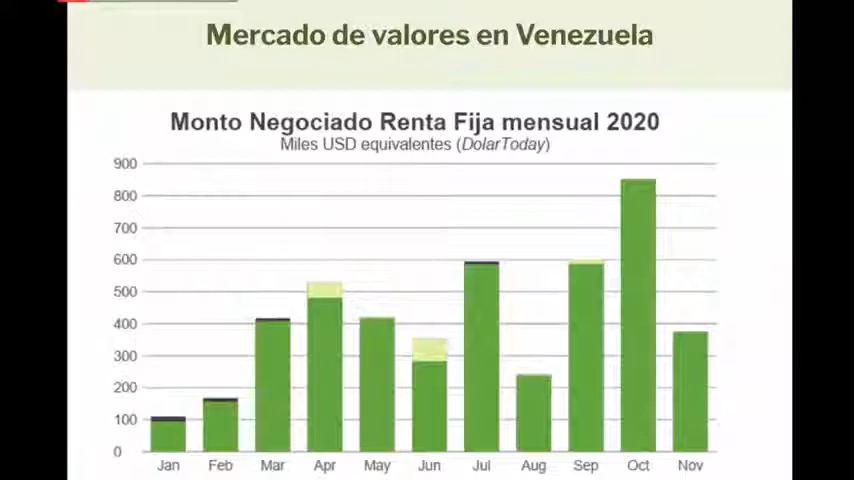 Mercado de valores en Venezuela
Monto Negociado Renta Fija mensual 2020
Miles USD equivalentes (DolarToday)
900
800
700
600
500
400
300
200
100
0
Jan Feb Mar Apr May Jun Jul Aug Sep Oct Nov